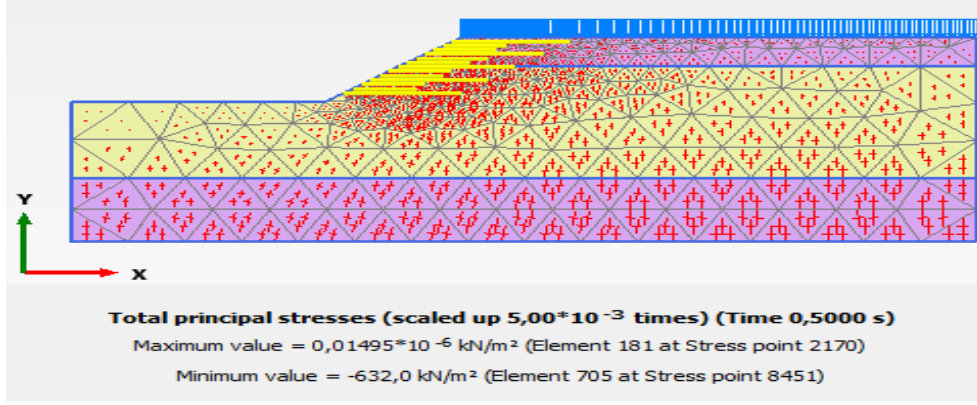 Y
X
Total principal stresses (scaled up 5,00*10⁻³ times) (Time 0,5000 s)
Maximum value = 0,01495*10⁻⁶ kN/m² (Element 181 at Stress point 2170)
Minimum value = -632,0 kN/m² (Element 705 at Stress point 8451)